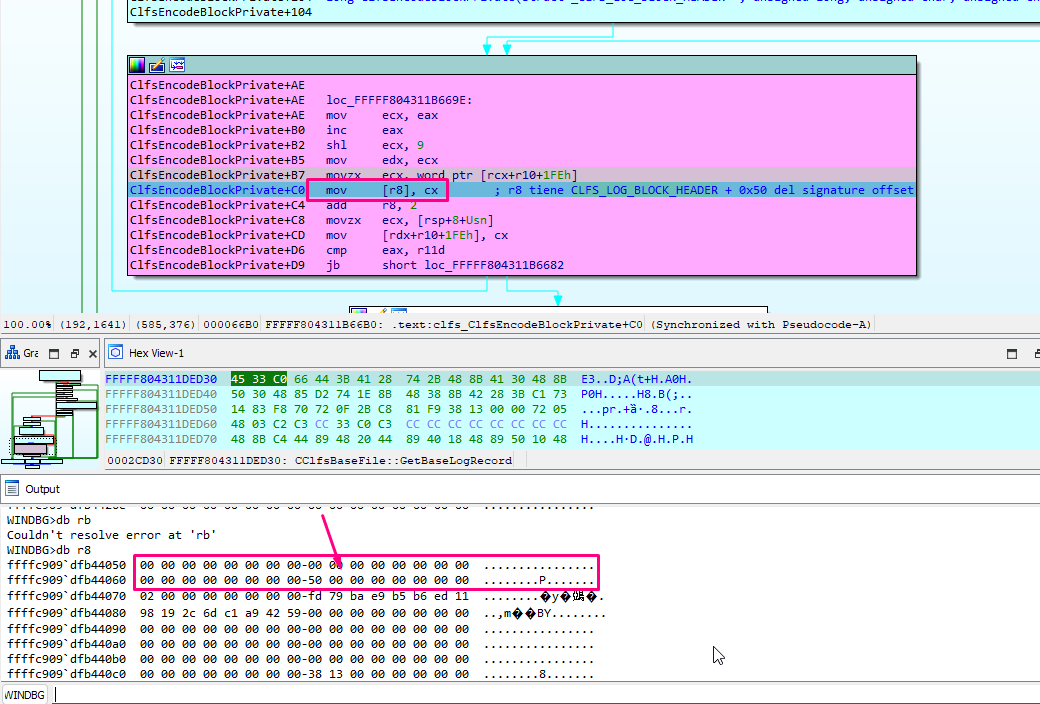 ClfsEncodeBlockPrivate+104
ClfsEncodeBlockPrivate+AE
ClfsEncodeBlockPrivate+AE loc_FFFFF804311B669E:
ClfsEncodeBlockPrivate+AE mov ecx, eax
ClfsEncodeBlockPrivate+B0 inc eax
ClfsEncodeBlockPrivate+B2 shl ecx, 9
ClfsEncodeBlockPrivate+B5 mov edx, ecx
ClfsEncodeBlockPrivate+B7 movzx ecx, word ptr [rcx+r10+1FEh]
ClfsEncodeBlockPrivate+C0 mov [r8], cx ; r8 tiene CLFS_LOG_BLOCK_HEADER + 0x50 del signature offset
ClfsEncodeBlockPrivate+C4 add r8, 2
ClfsEncodeBlockPrivate+C8 movzx ecx, [rsp+8+Usn]
ClfsEncodeBlockPrivate+CD mov [rdx+r10+1FEh], cx
ClfsEncodeBlockPrivate+D6 cmp eax, r11d
ClfsEncodeBlockPrivate+D9 jb short loc_FFFFF804311B6682
100.00% (192,1641) (585,376) 000066B0 FFFFF804311B66B0: .text:clfs_ClfsEncodeBlockPrivate+C0 (Synchronized with Pseudocode-A)
Gra
Hex View-1
FFFFF804311DED30 45 33 C0 66 44 3B 41 28 74 2B 48 8B 41 30 48 8B E3..D;A(t+H.A0H.
FFFFF804311DED40 50 30 48 85 D2 74 1E 8B 48 38 8B 42 28 3B C1 73 P0H.....H8.B(;..
FFFFF804311DED50 14 83 F8 70 72 0F 2B C8 81 F9 38 13 00 00 72 05
FFFFF804311DED60 48 03 C2 C3 CC 33 C0 C3 CC CC CC CC CC CC CC CC H...............
FFFFF804311DED70 48 8B C4 44 89 48 20 44 89 40 18 48 89 50 10 48 H....H·D.@.H.P.H
0002CD30 FFFFF804311DED30: CClfsBaseFile::GetBaseLogRecord
Output
WINDBG>db rb
Couldn't resolve error at 'rb'
WINDBG>db r8
ffffc909`dfb44050 00 00 00 00 00 00 00 00-00 00 00 00 00 00 00 00 ................
ffffc909`dfb44060 00 00 00 00 00 00 00 00-50 00 00 00 00 00 00 00 ........P.......
ffffc909`dfb44070 02 00 00 00 00 00 00 00-fd 79 ba e9 b5 b6 ed 11
ffffc909`dfb44080 98 19 2c 6d c1 a9 42 59-00 00 00 00 00 00 00 00
ffffc909`dfb44090 00 00 00 00 00 00 00 00-00 00 00 00 00 00 00 00 ................
ffffc909`dfb440a0 00 00 00 00 00 00 00 00-00 00 00 00 00 00 00 00 ................
ffffc909`dfb440b0 00 00 00 00 00 00 00 00-00 00 00 00 00 00 00 00 ................
ffffc909`dfb440c0 00 00 00 00 00 00 00 00-38 13 00 00 00 00 00 00 ........8.......
WINDBG